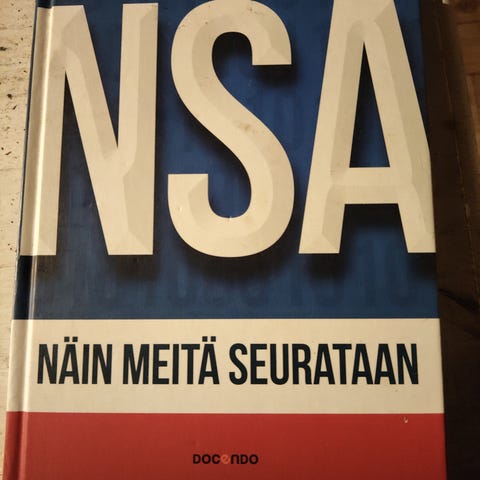 NSA
NÄIN MEITÄ SEURATAAN
DOCENDO